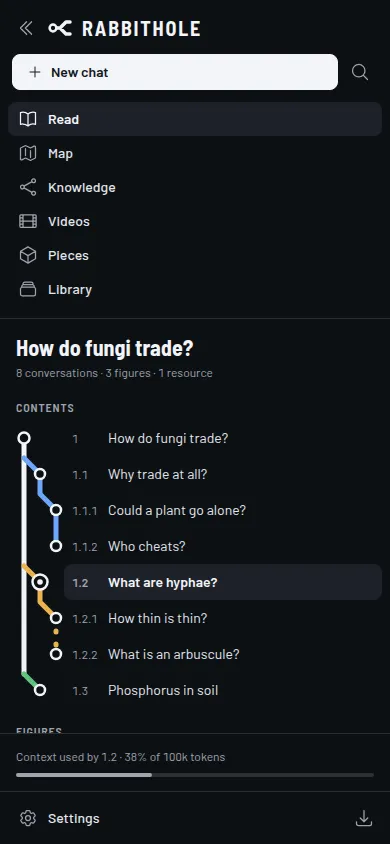 RABBITHOLE
New chat
Read
Map
Knowledge
Videos
Pieces
Library
How do fungi trade?
8 conversations · 3 figures · 1 resource
CONTENTS
1 How do fungi trade?
1.1 Why trade at all?
1.1.1 Could a plant go alone?
1.1.2 Who cheats?
1.2 What are hyphae?
1.2.1 How thin is thin?
1.2.2 What is an arbuscule?
1.3 Phosphorus in soil
FIGURES
Context used by 1.2 · 38% of 100k tokens
Settings